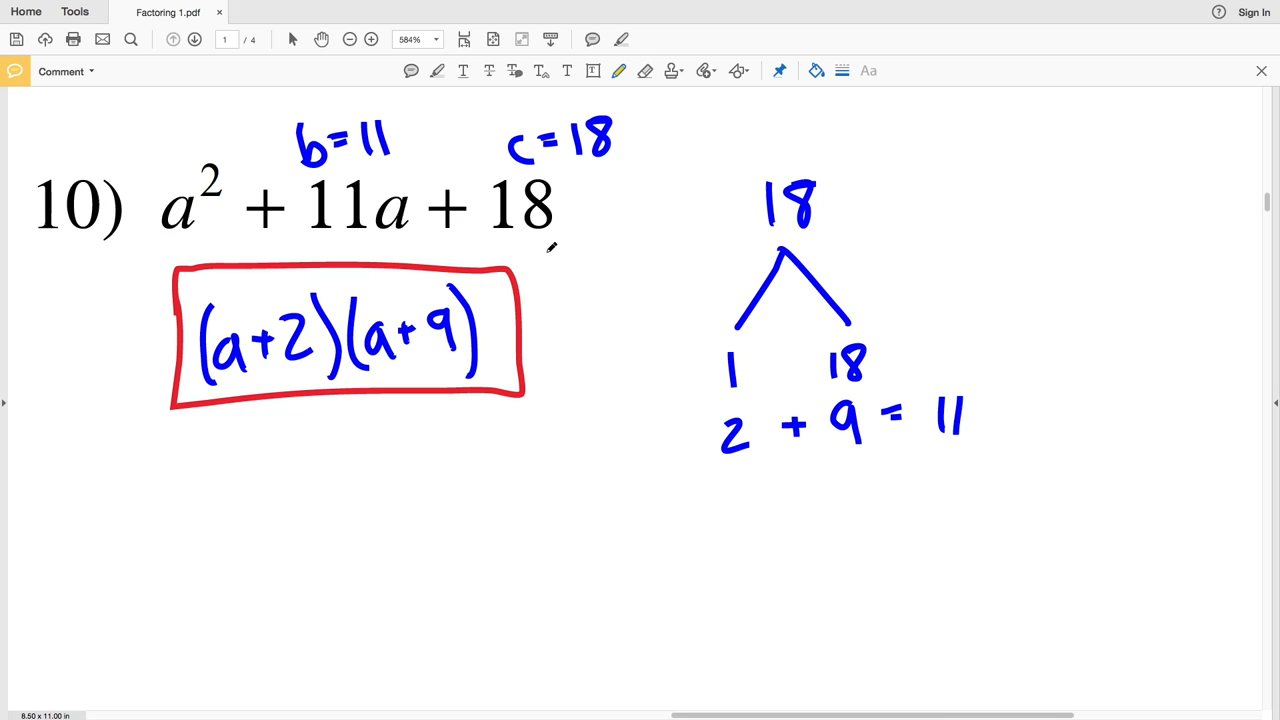 Home Tools Factoring 1.pdf × Sign In
1 / 4 584%
Comment Aa
b=11 c=18
10) a² + 11a + 18
(a+2)(a+9)
18
1 18
2 + 9 = 11
8.50 x 11.00 in